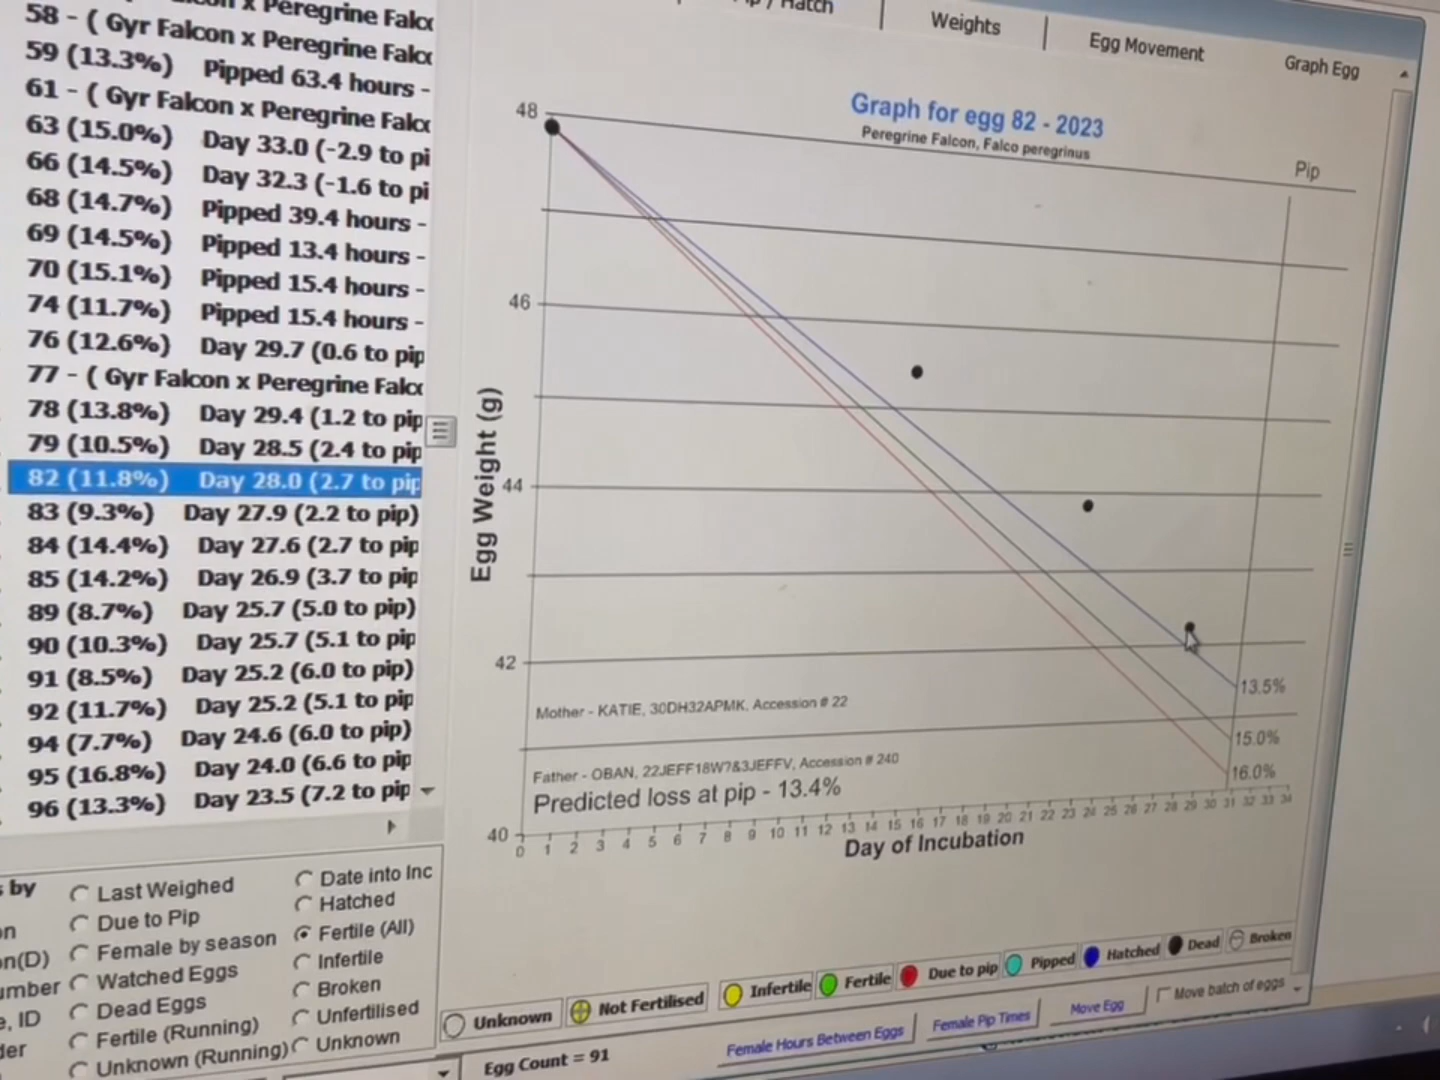 Hatch
Weights
Egg Movement
Graph Egg
58 - ( Gyr Falcon x Peregrine Falc
59 (13.3%) Pipped 63.4 hours -
61 - ( Gyr Falcon x Peregrine Falc
63 (15.0%) Day 33.0 (-2.9 to pi
66 (14.5%) Day 32.3 (-1.6 to pi
68 (14.7%) Pipped 39.4 hours -
69 (14.5%) Pipped 13.4 hours -
70 (15.1%) Pipped 15.4 hours -
74 (11.7%) Pipped 15.4 hours -
76 (12.6%) Day 29.7 (0.6 to pip
77 - ( Gyr Falcon x Peregrine Falc
78 (13.8%) Day 29.4 (1.2 to pip
79 (10.5%) Day 28.5 (2.4 to pip
82 (11.8%) Day 28.0 (2.7 to pip
83 (9.3%) Day 27.9 (2.2 to pip)
84 (14.4%) Day 27.6 (2.7 to pip
85 (14.2%) Day 26.9 (3.7 to pip
89 (8.7%) Day 25.7 (5.0 to pip)
90 (10.3%) Day 25.7 (5.1 to pip
91 (8.5%) Day 25.2 (6.0 to pip)
92 (11.7%) Day 25.2 (5.1 to pip
94 (7.7%) Day 24.6 (6.0 to pip)
95 (16.8%) Day 24.0 (6.6 to pip
96 (13.3%) Day 23.5 (7.2 to pip
Graph for egg 82 - 2023
Peregrine Falcon, Falco peregrinus
Pip
48
46
44
42
40
Egg Weight (g)
13.5%
15.0%
16.0%
Mother - KATIE, 30DH32APMK, Accession # 22
Father - OBAN, 22JEFF18W7&3JEFFV, Accession # 240
Predicted loss at pip - 13.4%
0 1 2 3 4 5 6 7 8 9 10 11 12 13 14 15 16 17 18 19 20 21 22 23 24 25 26 27 28 29 30 31 32 33 34
Day of Incubation
by
Last Weighed
Due to Pip
Female by season
Watched Eggs
Dead Eggs
Fertile (Running)
Unknown (Running)
Date into Inc
Hatched
Fertile (All)
Infertile
Broken
Unfertilised
Unknown
Unknown
Not Fertilised
Infertile
Fertile
Due to pip
Pipped
Hatched
Dead
Broken
Female Hours Between Eggs
Female Pip Times
Move Egg
Move batch of eggs
Egg Count = 91